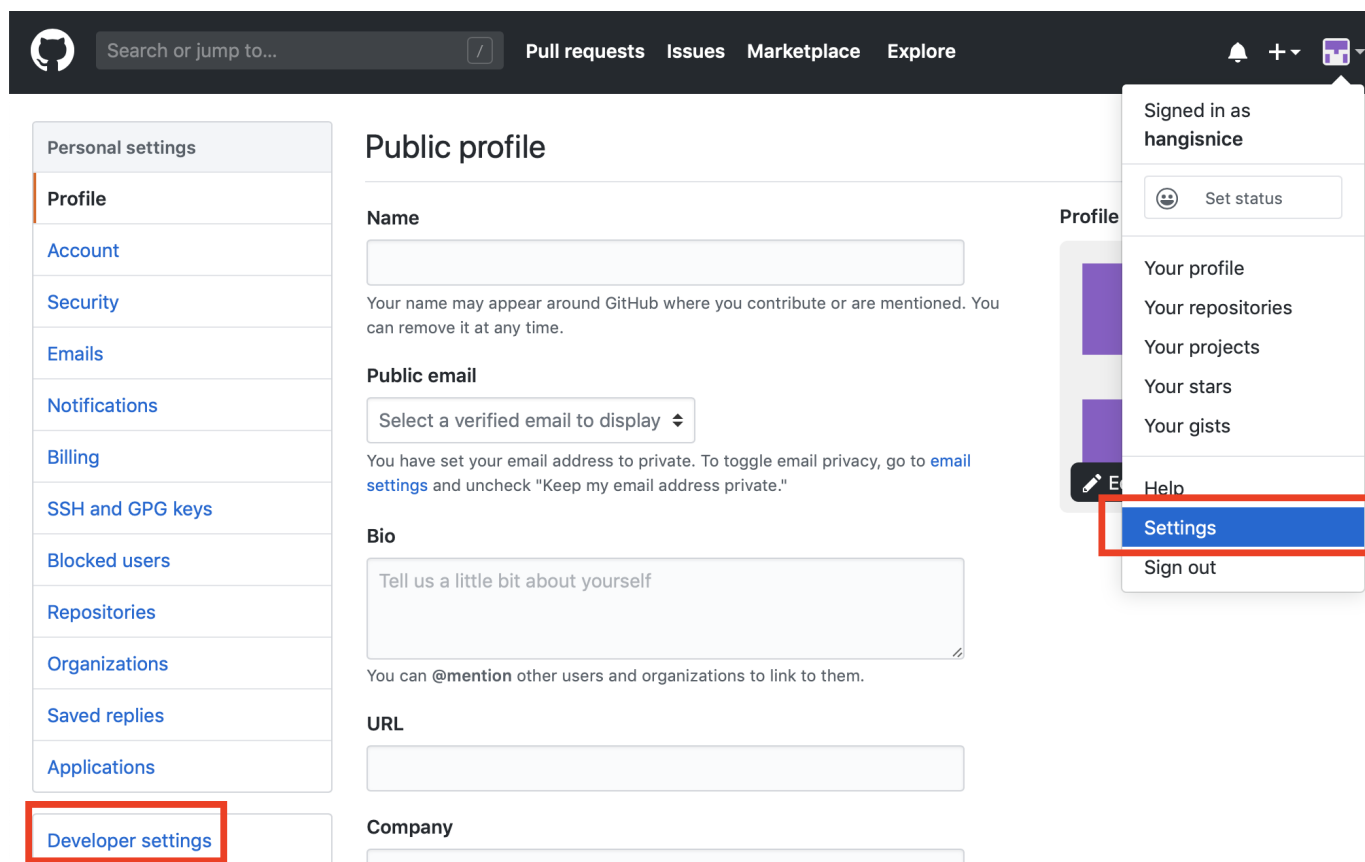 Search or jump to... / Pull requests Issues Marketplace Explore
Signed in as
hangisnice
Set status
Your profile
Your repositories
Your projects
Your stars
Your gists
Help
Settings
Sign out
Personal settings
Profile
Account
Security
Emails
Notifications
Billing
SSH and GPG keys
Blocked users
Repositories
Organizations
Saved replies
Applications
Developer settings
Public profile
Name
Your name may appear around GitHub where you contribute or are mentioned. You
can remove it at any time.
Public email
Select a verified email to display
You have set your email address to private. To toggle email privacy, go to email
settings and uncheck "Keep my email address private."
Bio
Tell us a little bit about yourself
You can @mention other users and organizations to link to them.
URL
Company
Profile